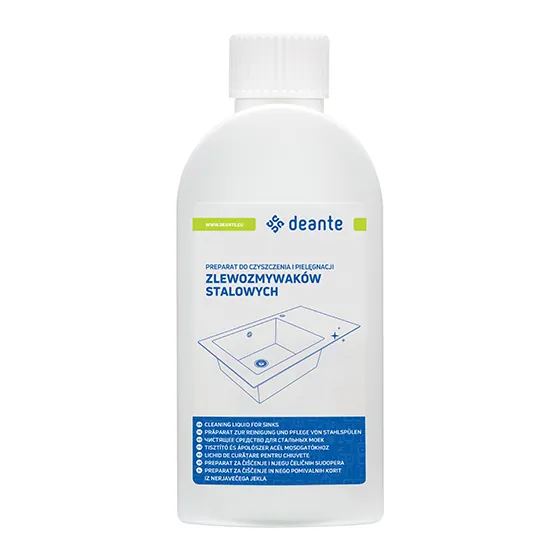 WWW.DEANTE.EU
deante
PREPARAT DO CZYSZCZENIA I PIELĘGNACJI
ZLEWOZMYWAKÓW
STALOWYCH
CLEANING LIQUID FOR SINKS
PRÄPARAT ZUR REINIGUNG UND PFLEGE VON STAHLSPÜLEN
ЧИСТЯЩЕЕ СРЕДСТВО ДЛЯ СТАЛЬНЫХ МОЕК
TISZTÍTÓ ÉS ÁPOLÓSZER ACÉL MOSOGATÓKHOZ
LICHID DE CURĂȚARE PENTRU CHIUVETE
PREPARAT ZA ČIŠĆENJE I NJEGU ČELIČNIH SUDOPERA
PREPARAT ZA ČIŠČENJE IN NEGO POMIVALNIH KORIT
IZ NERJAVEČEGA JEKLA